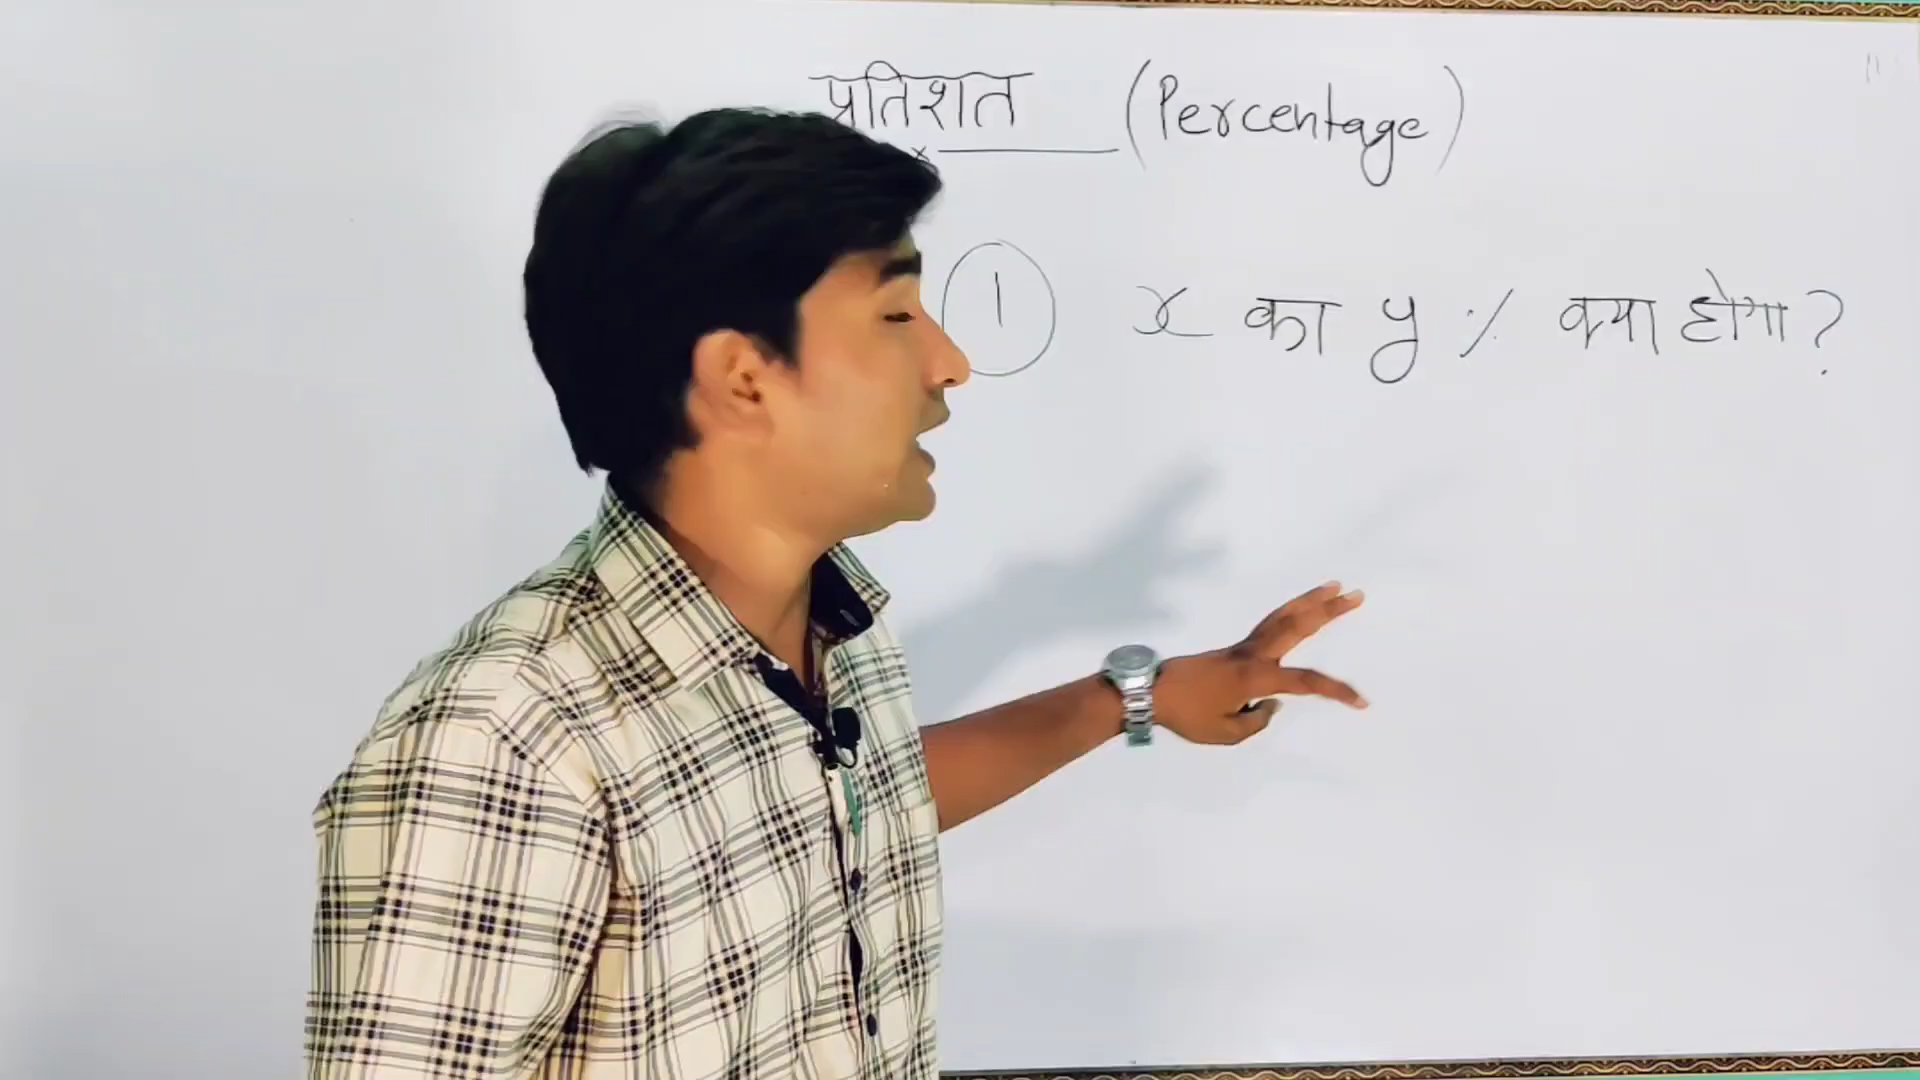 प्रतिशत (Percentage)
1 x का y % क्या होगा ?